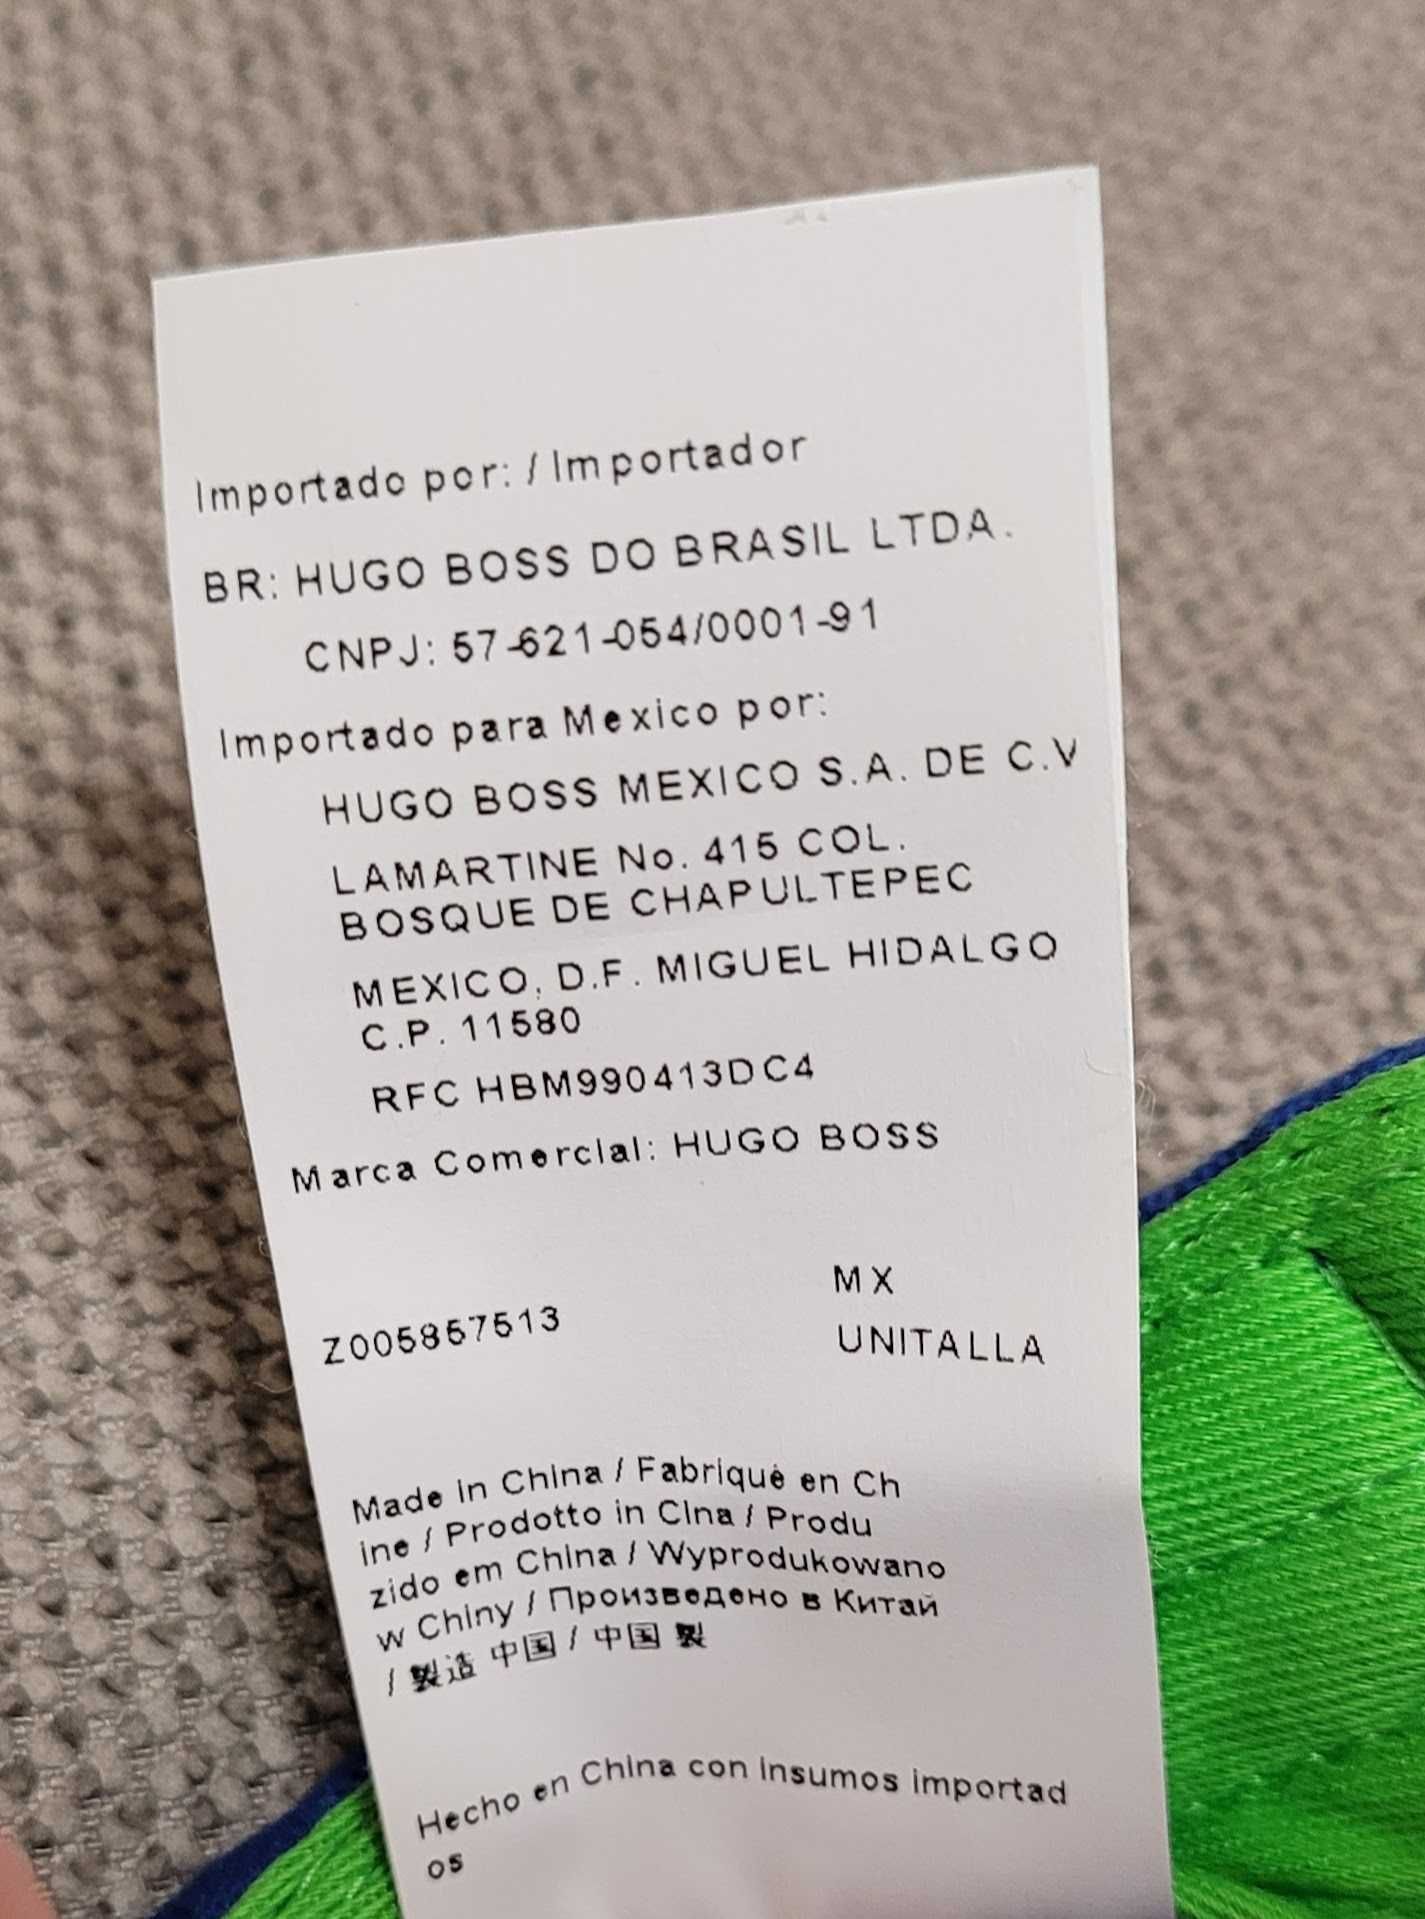 Importado por: / Importador
BR: HUGO BOSS DO BRASIL LTDA.
CNPJ: 57-621-054/0001-91
Importado para Mexico por:
HUGO BOSS MEXICO S.A. DE C.V
LAMARTINE No. 415 COL.
BOSQUE DE CHAPULTEPEC
MEXICO, D.F. MIGUEL HIDALGO
C.P. 11580
RFC HBM990413DC4
Marca Comercial: HUGO BOSS
MX
Z005857513 UNITALLA
Made in China / Fabriqué en Ch
ine / Prodotto in Cina / Produ
zido em China / Wyprodukowano
w Chiny / Произведено в Китай
/ 製造 中国 / 中国 製
Hecho en China con insumos importad
os